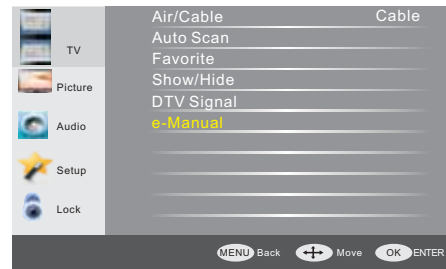 TV
Picture
Audio
Setup
Lock
Air/Cable Cable
Auto Scan
Favorite
Show/Hide
DTV Signal
e-Manual
MENU Back Move OK ENTER